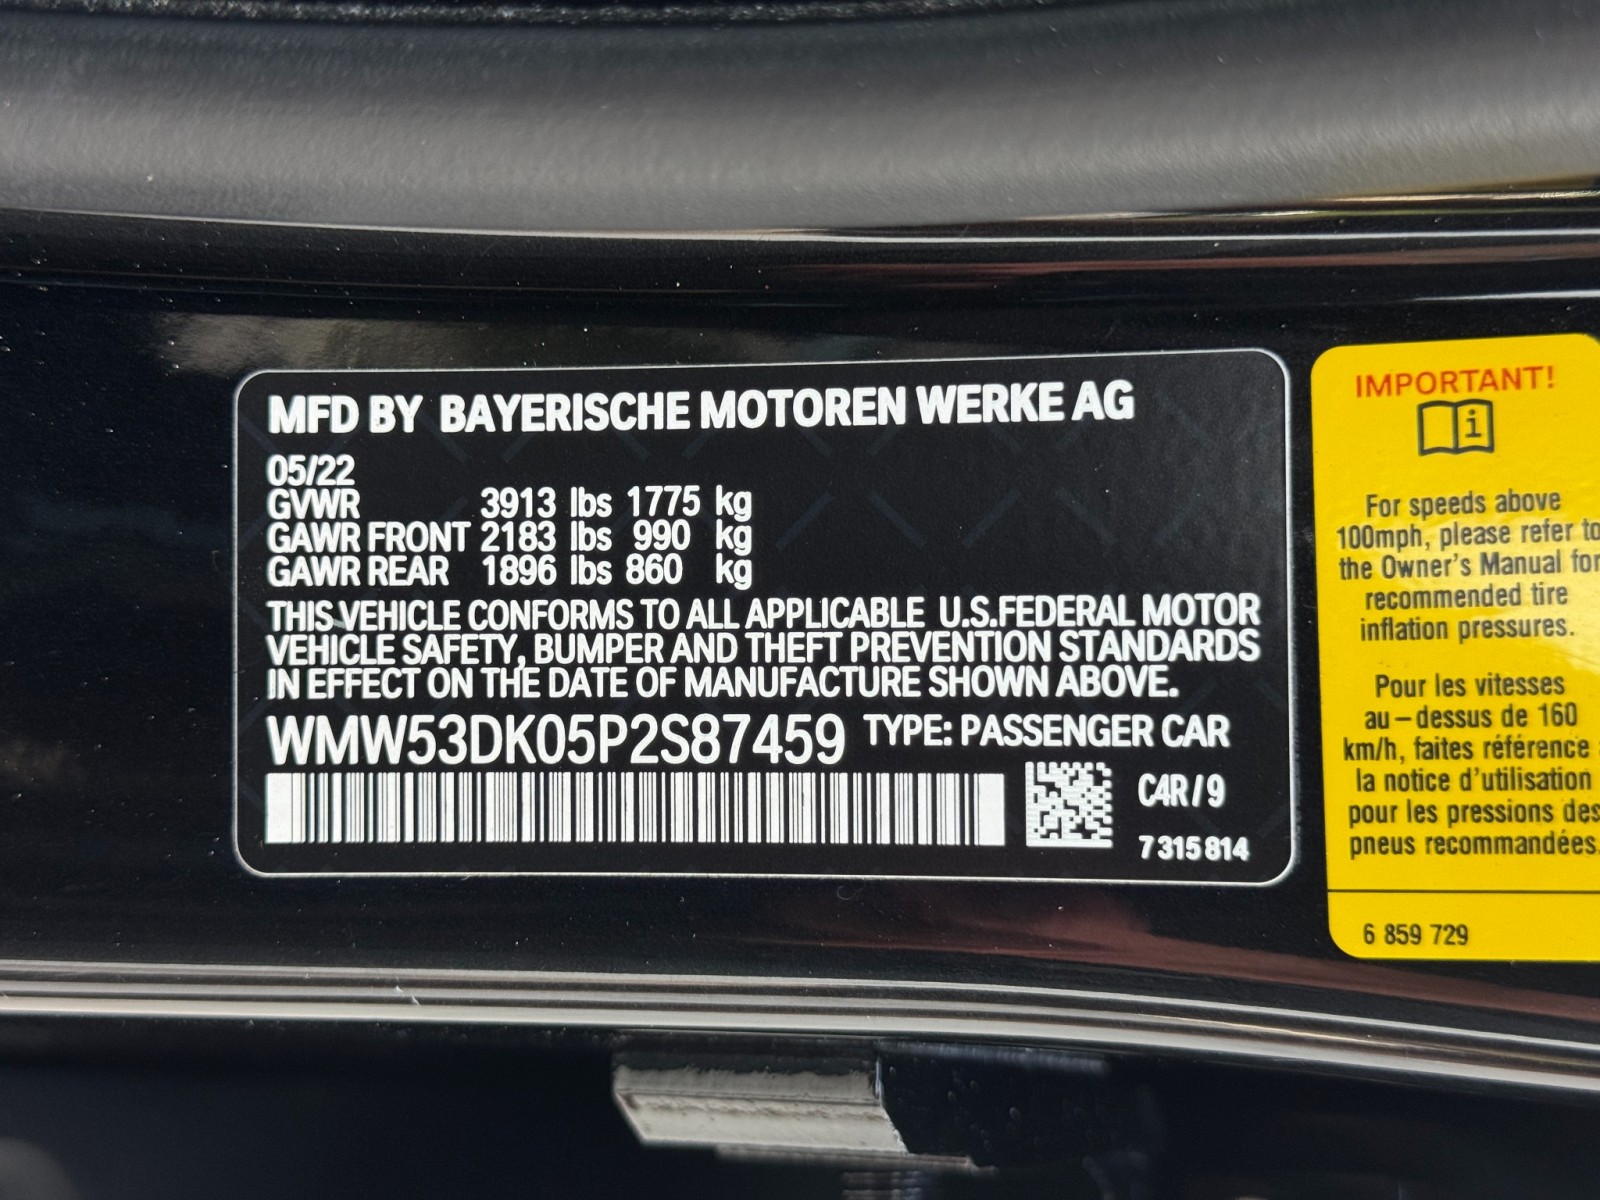 MFD BY BAYERISCHE MOTOREN WERKE AG
05/22
GVWR 3913 lbs 1775 kg
GAWR FRONT 2183 lbs 990 kg
GAWR REAR 1896 lbs 860 kg
THIS VEHICLE CONFORMS TO ALL APPLICABLE U.S.FEDERAL MOTOR
VEHICLE SAFETY, BUMPER AND THEFT PREVENTION STANDARDS
IN EFFECT ON THE DATE OF MANUFACTURE SHOWN ABOVE.
WMW53DK05P2S87459 TYPE: PASSENGER CAR
C4R/9
7315814
IMPORTANT!
i
For speeds above
100mph, please refer to
the Owner's Manual for
recommended tire
inflation pressures.
Pour les vitesses
au-dessus de 160
km/h, faites référence
la notice d'utilisation
pour les pressions des
pneus recommandées.
6 859 729